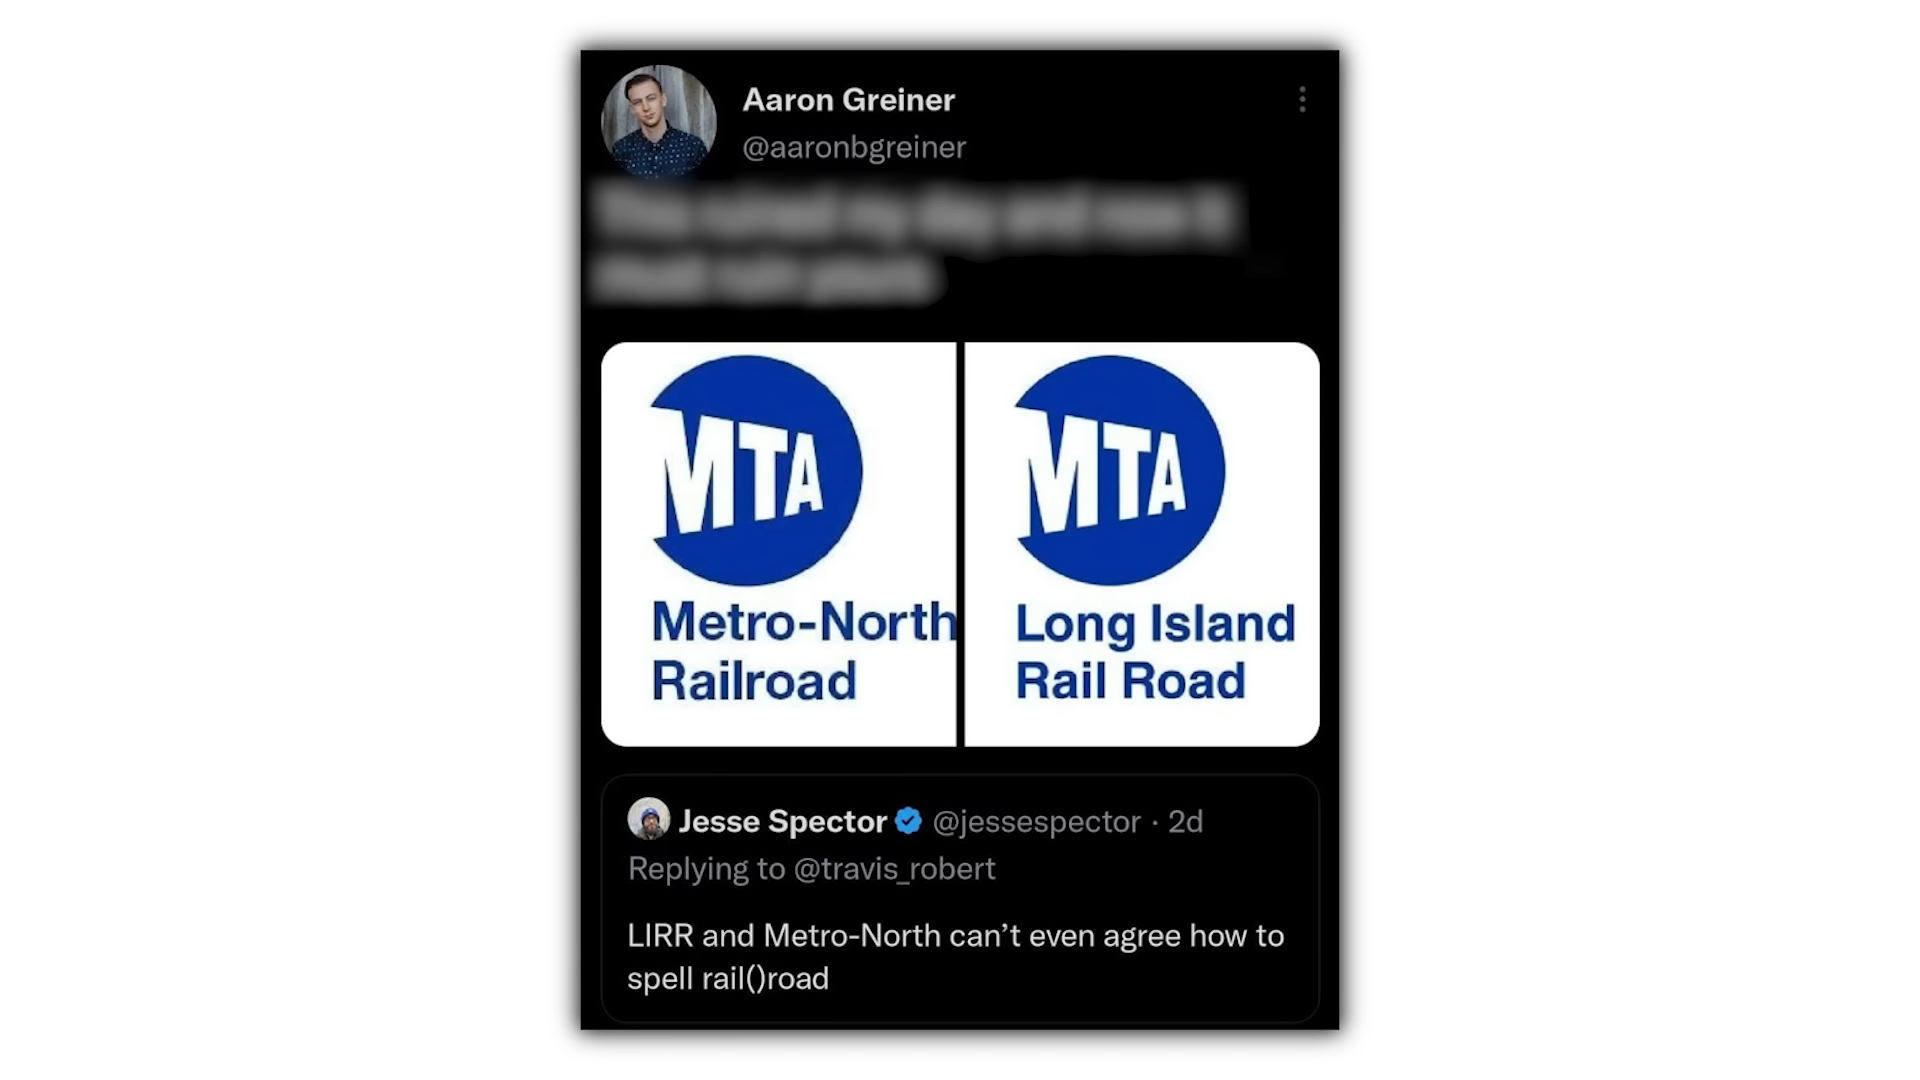 Aaron Greiner
@aaronbgreiner
MTA
Metro-North
Railroad
MTA
Long Island
Rail Road
Jesse Spector @jessespector · 2d
Replying to @travis_robert
LIRR and Metro-North can’t even agree how to
spell rail()road